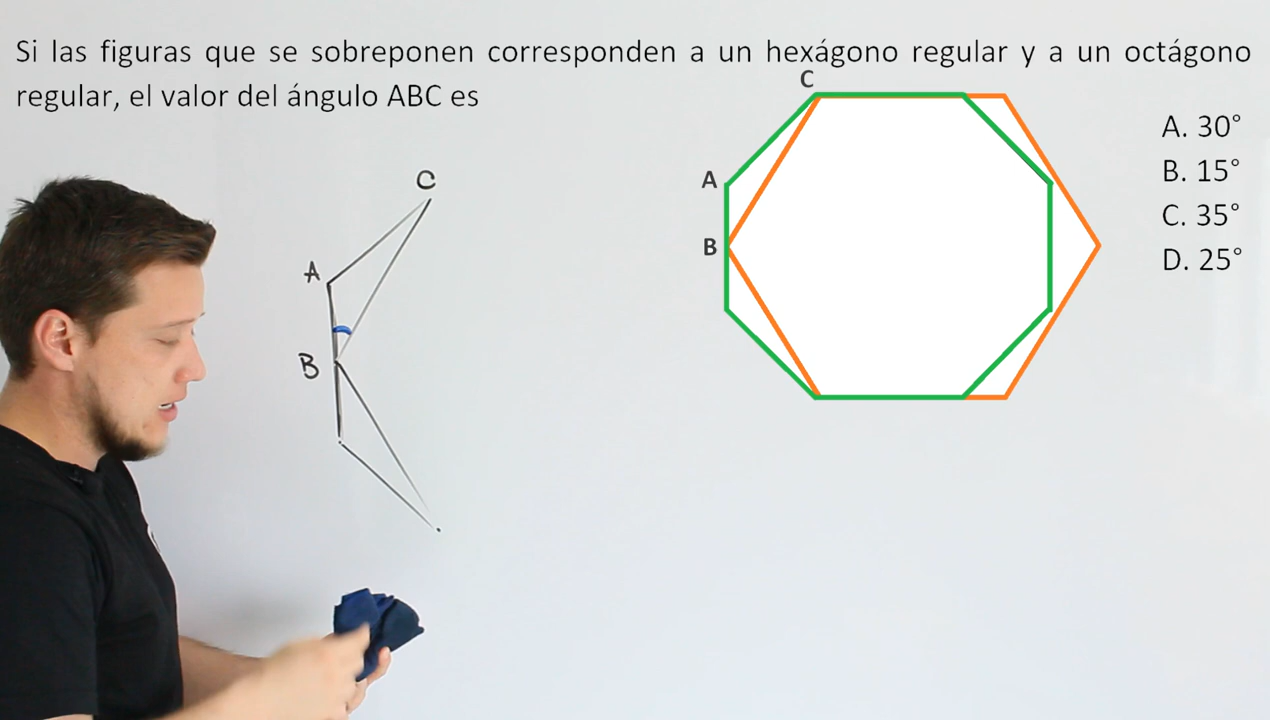 Si las figuras que se sobreponen corresponden a un hexágono regular y a un octágono
regular, el valor del ángulo ABC es
C
A
B
A. 30°
B. 15°
C. 35°
D. 25°
C
A
B